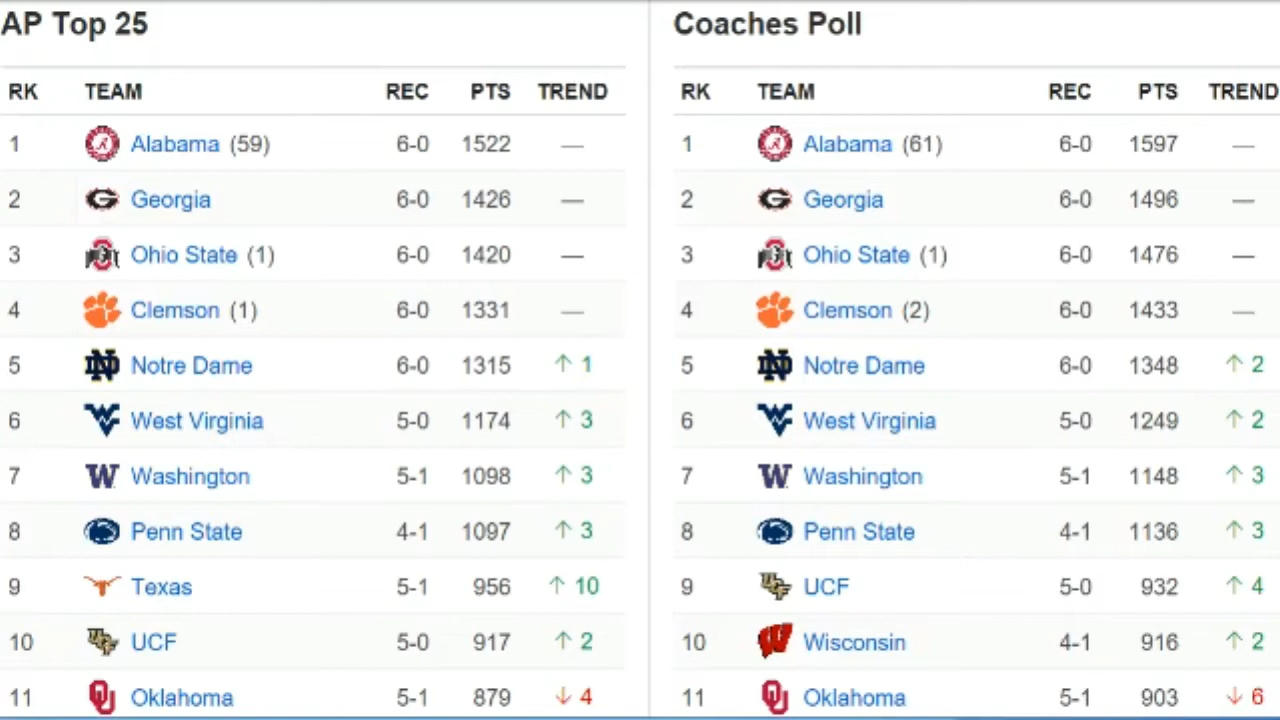 AP Top 25
RK TEAM REC PTS TREND
1 Alabama (59) 6-0 1522 —
2 Georgia 6-0 1426 —
3 Ohio State (1) 6-0 1420 —
4 Clemson (1) 6-0 1331 —
5 Notre Dame 6-0 1315 ↑ 1
6 West Virginia 5-0 1174 ↑ 3
7 Washington 5-1 1098 ↑ 3
8 Penn State 4-1 1097 ↑ 3
9 Texas 5-1 956 ↑ 10
10 UCF 5-0 917 ↑ 2
11 Oklahoma 5-1 879 ↓ 4
Coaches Poll
RK TEAM REC PTS TREND
1 Alabama (61) 6-0 1597 —
2 Georgia 6-0 1496 —
3 Ohio State (1) 6-0 1476 —
4 Clemson (2) 6-0 1433 —
5 Notre Dame 6-0 1348 ↑ 2
6 West Virginia 5-0 1249 ↑ 2
7 Washington 5-1 1148 ↑ 3
8 Penn State 4-1 1136 ↑ 3
9 UCF 5-0 932 ↑ 4
10 Wisconsin 4-1 916 ↑ 2
11 Oklahoma 5-1 903 ↓ 6